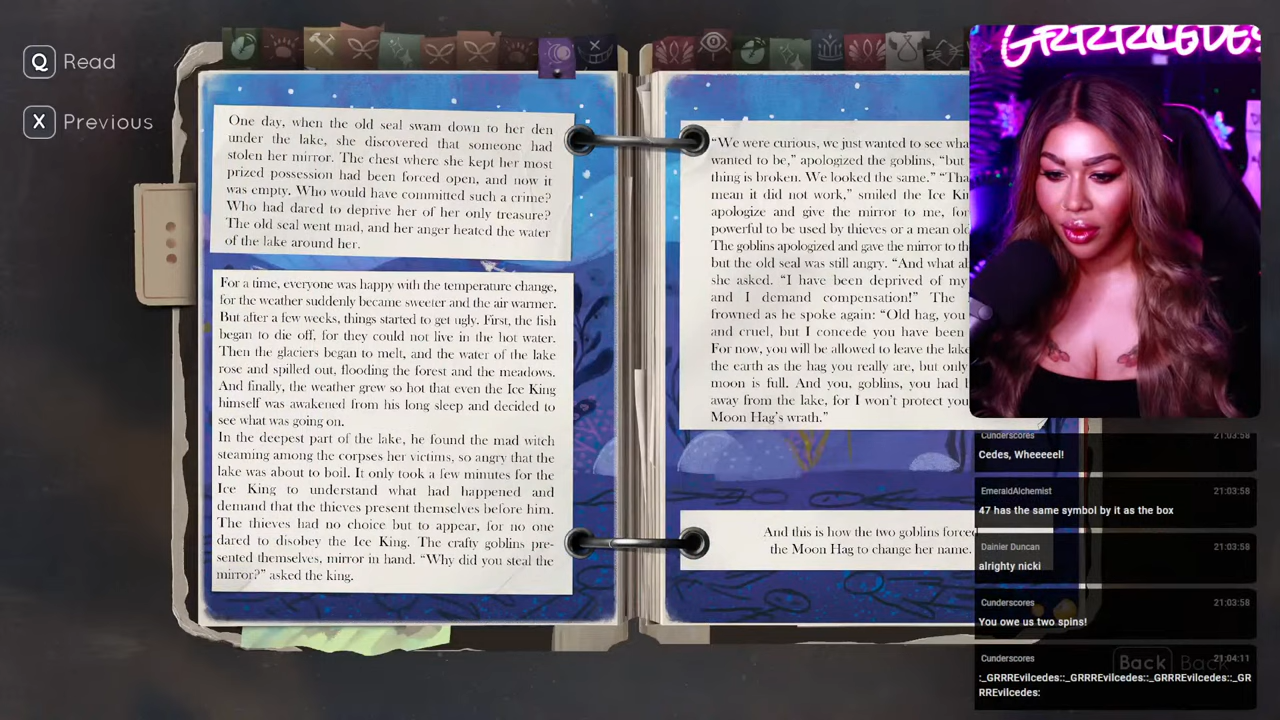 GRRRCEDES
Q Read
X Previous
One day, when the old seal swam down to her den
under the lake, she discovered that someone had
stolen her mirror. The chest where she kept her most
prized possession had been forced open, and now it
was empty. Who would have committed such a crime?
Who had dared to deprive her of her only treasure?
The old seal went mad, and her anger heated the water
of the lake around her.
For a time, everyone was happy with the temperature change,
for the weather suddenly became sweeter and the air warmer.
But after a few weeks, things started to get ugly. First, the fish
began to die off, for they could not live in the hot water.
Then the glaciers began to melt, and the water of the lake
rose and spilled out, flooding the forest and the meadows.
And finally, the weather grew so hot that even the Ice King
himself was awakened from his long sleep and decided to
see what was going on.
In the deepest part of the lake, he found the mad witch
steaming among the corpses her victims, so angry that the
lake was about to boil. It only took a few minutes for the
Ice King to understand what had happened and
demand that the thieves present themselves before him.
The thieves had no choice but to appear, for no one
dared to disobey the Ice King. The crafty goblins pre-
sented themselves, mirror in hand. “Why did you steal the
mirror?” asked the king.
“We were curious, we just wanted to see
wanted to be,” apologized the goblins, “but
thing is broken. We looked the same.”
mean it did not work,” smiled the Ice
apologize and give the mirror to me,
powerful to be used by thieves or a mean
The goblins apologized and gave the mirror to
but the old seal was still angry. “And what
she asked. “I have been deprived of my
and I demand compensation!” The
frowned as he spoke again: “Old hag, you
and cruel, but I concede you have been
For now, you will be allowed to leave the
the earth as the hag you really are, but only
moon is full. And you, goblins, you had
away from the lake, for I won’t protect
Moon Hag’s wrath.”
And this is how the two goblins forced
the Moon Hag to change her name.
Cunderscores 21:03:58
Cedes, Wheeeeel!
EmeraldAlchemist 21:03:58
47 has the same symbol by it as the box
Dainier Duncan 21:03:58
alrighty nicki
Cunderscores 21:03:58
You owe us two spins!
Back Back
Cunderscores 21:04:11
:_GRRREvilcedes::_GRRREvilcedes::_GRRREvilcedes::_GR
RREvilcedes: